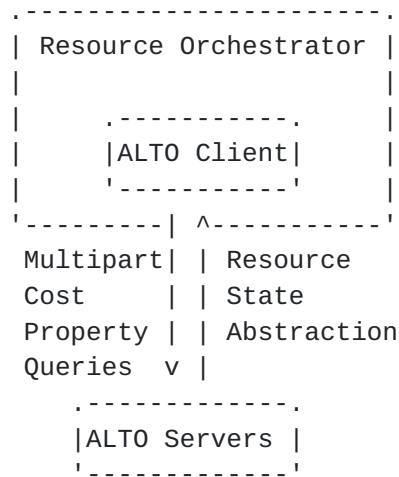 Resource Orchestrator
ALTO Client
Multipart Resource
Cost State
Property Abstraction
Queries
ALTO Servers